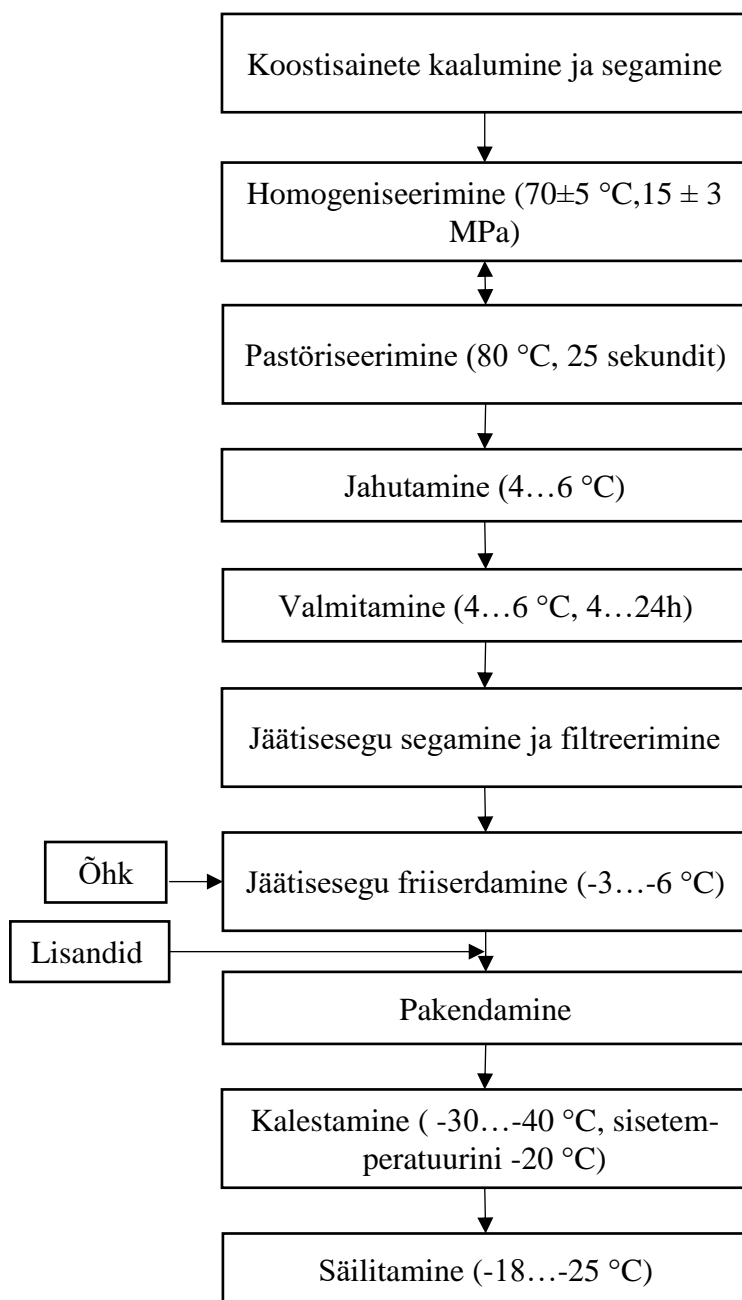 Koostisainete kaalumine ja segamine
Homogeniseerimine (70±5 °C,15 ± 3
MPa)
Pastöriseerimine (80 °C, 25 sekundit)
Jahutamine (4…6 °C)
Valmitamine (4…6 °C, 4…24h)
Jäätisesegu segamine ja filtreerimine
Õhk
Jäätisesegu friiserdamine (-3…-6 °C)
Lisandid
Pakendamine
Kalestamine ( -30…-40 °C, sisetem-
peratuurini -20 °C)
Säilitamine (-18…-25 °C)